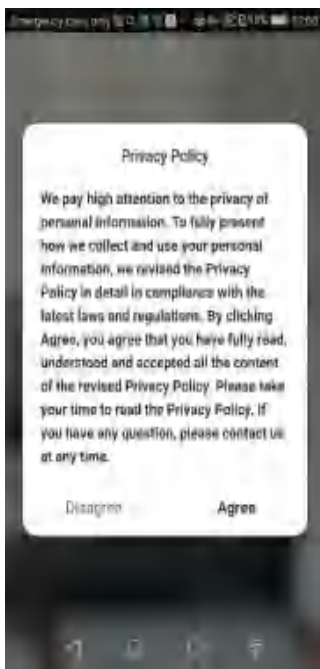 Emergency calls only
Privacy Policy
We pay high attention to the privacy of
personal information. To fully present
how we collect and use your personal
information, we revised the Privacy
Policy in detail in compliance with the
latest laws and regulations. By clicking
Agree, you agree that you have fully read,
understood and accepted all the content
of the revised Privacy Policy. Please take
your time to read the Privacy Policy. If
you have any question, please contact us
at any time.
Disagree Agree